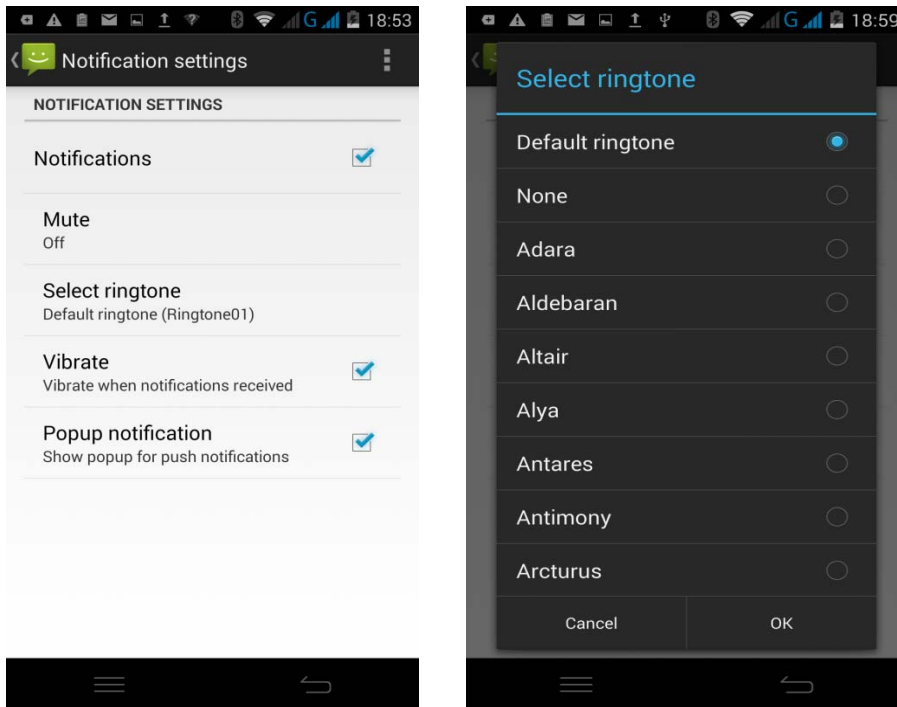 G 18:53
Notification settings
NOTIFICATION SETTINGS
Notifications
Mute
Off
Select ringtone
Default ringtone (Ringtone01)
Vibrate
Vibrate when notifications received
Popup notification
Show popup for push notifications
G 18:59
Select ringtone
Default ringtone
None
Adara
Aldebaran
Altair
Alya
Antares
Antimony
Arcturus
Cancel OK